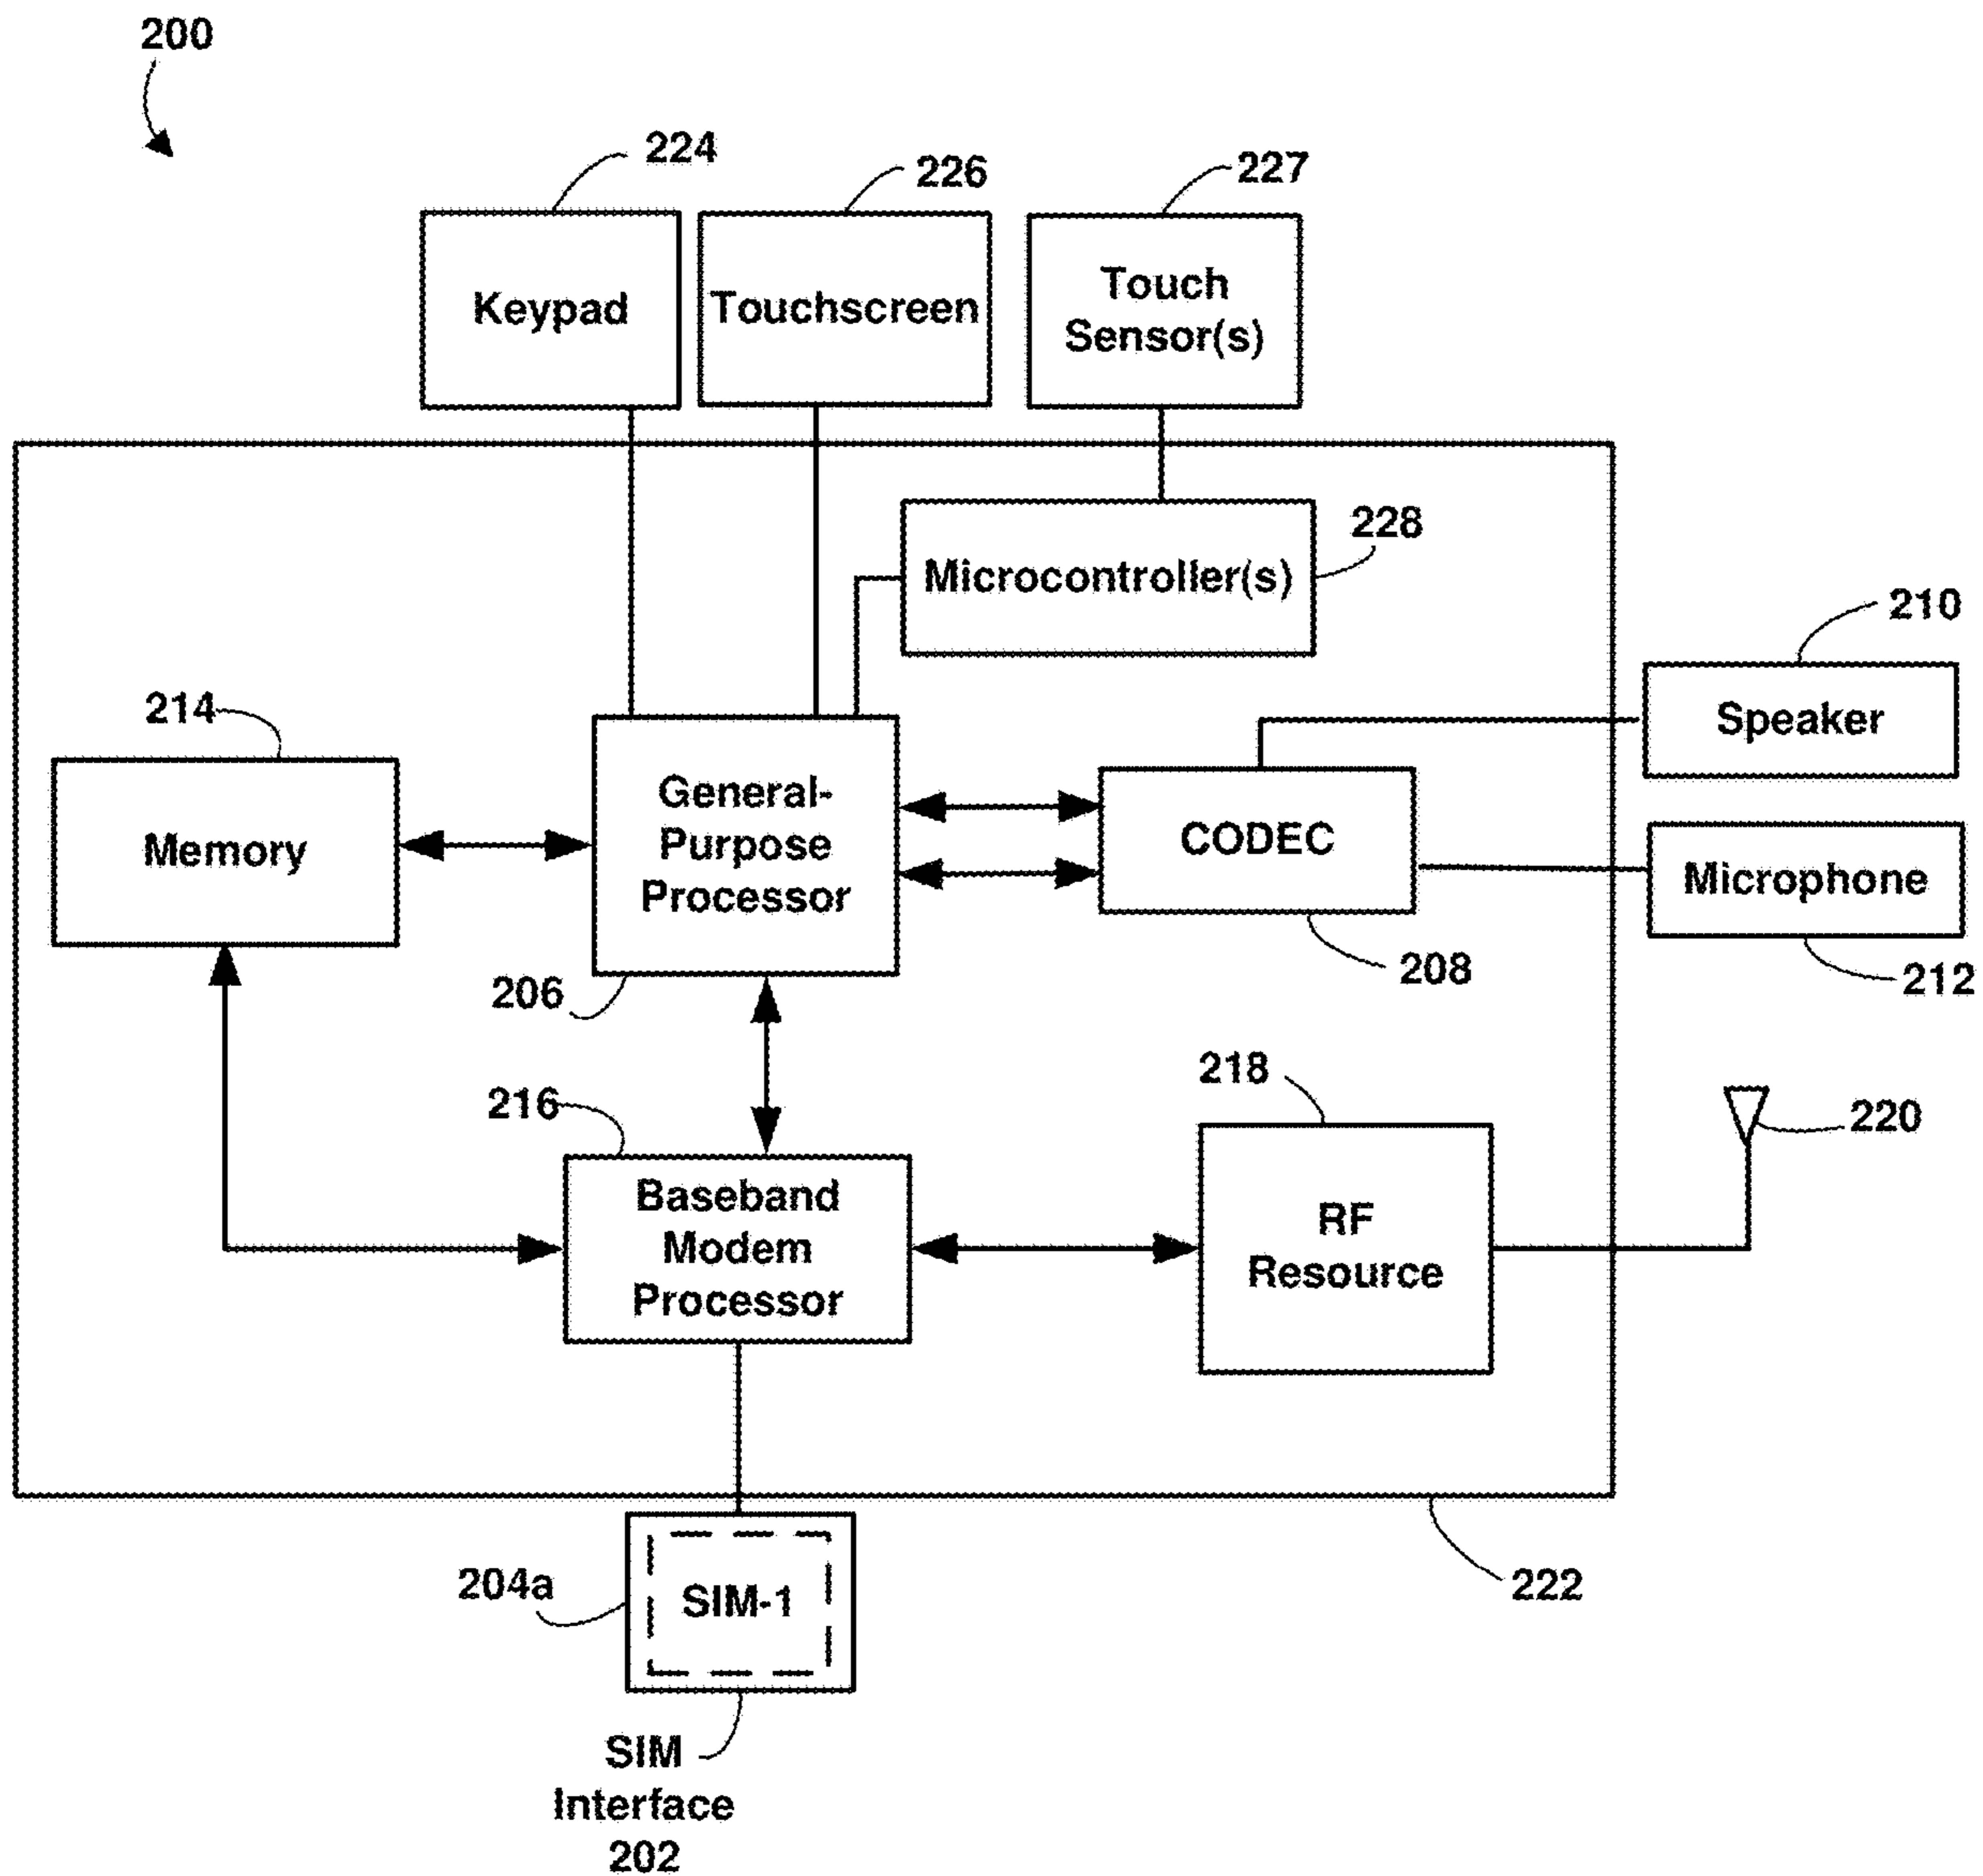 200
224
226
227
Keypad
Touchscreen
Touch
Sensor(s)
228
Microcontroller(s)
210
Speaker
214
Memory
General-
Purpose
Processor
CODEC
Microphone
206
208
212
216
218
220
Baseband
Modem
Processor
RF
Resource
204a
SIM-1
222
SIM
Interface
202